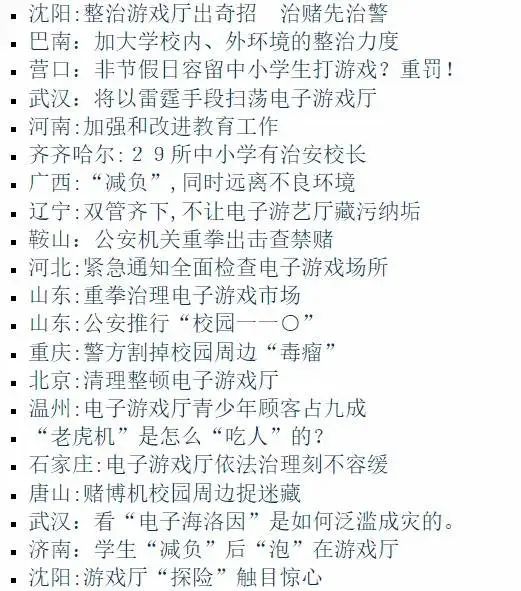 沈阳:整治游戏厅出奇招　治赌先治警
巴南：加大学校内、外环境的整治力度
营口：非节假日容留中小学生打游戏？重罚！
武汉：将以雷霆手段扫荡电子游戏厅
河南:加强和改进教育工作
齐齐哈尔:２９所中小学有治安校长
广西:“减负”,同时远离不良环境
辽宁:双管齐下,不让电子游艺厅藏污纳垢
鞍山：公安机关重拳出击查禁赌
河北:紧急通知全面检查电子游戏场所
山东:重拳治理电子游戏市场
山东:公安推行“校园一一○”
重庆:警方割掉校园周边“毒瘤”
北京:清理整顿电子游戏厅
温州:电子游戏厅青少年顾客占九成
“老虎机”是怎么“吃人”的？
石家庄:电子游戏厅依法治理刻不容缓
唐山:赌博机校园周边捉迷藏
武汉：看“电子海洛因”是如何泛滥成灾的。
济南：学生“减负”后“泡”在游戏厅
沈阳:游戏厅“探险”触目惊心